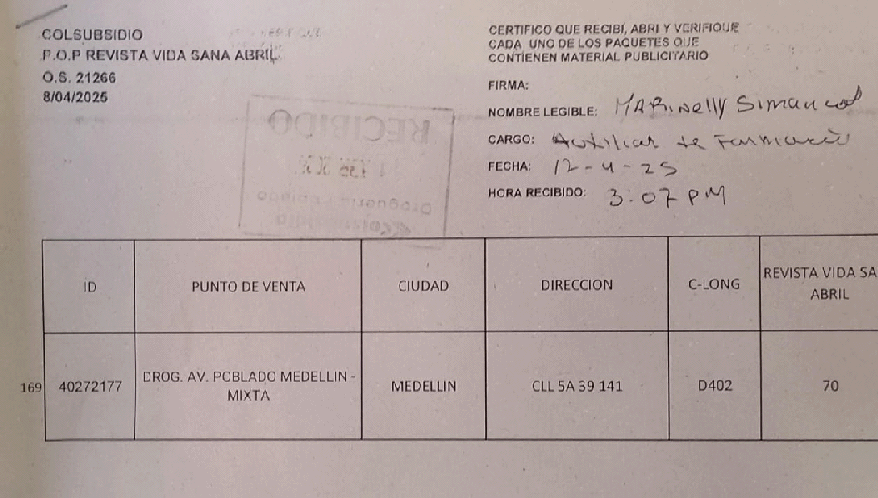 COLSUBSIDIO
P.O.P REVISTA VIDA SANA ABRIL
O.S. 21266
8/04/2025
CERTIFICO QUE RECIBI, ABRI Y VERIFIQUE
CADA UNO DE LOS PAQUETES QUE
CONTIENEN MATERIAL PUBLICITARIO
FIRMA:
NOMBRE LEGIBLE: MARINelly Simancas
CARGO: Auxiliar de Farmacia
FECHA: 12-4-25
HORA RECIBIDO: 3:07 PM
RECIBIDO
ID PUNTO DE VENTA CIUDAD DIRECCION C-LONG REVISTA VIDA SA
ABRIL
169 40272177 DROG. AV. POBLADO MEDELLIN - MIXTA MEDELLIN CLL 5A 39 141 D402 70